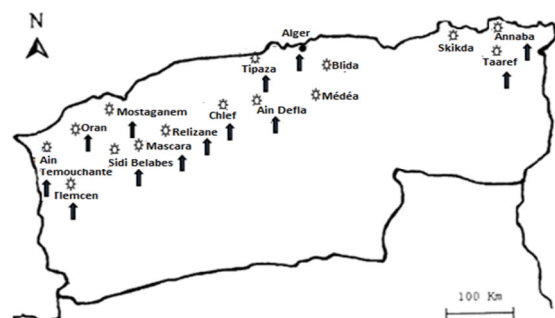 N
Alger
Annaba
Skikda
Taaref
Tipaza
Blida
Médéa
Chlef
Ain Defla
Mostaganem
Oran
Relizane
Mascara
Sidi Belabes
Ain
Temouchante
Tlemcen
100 Km